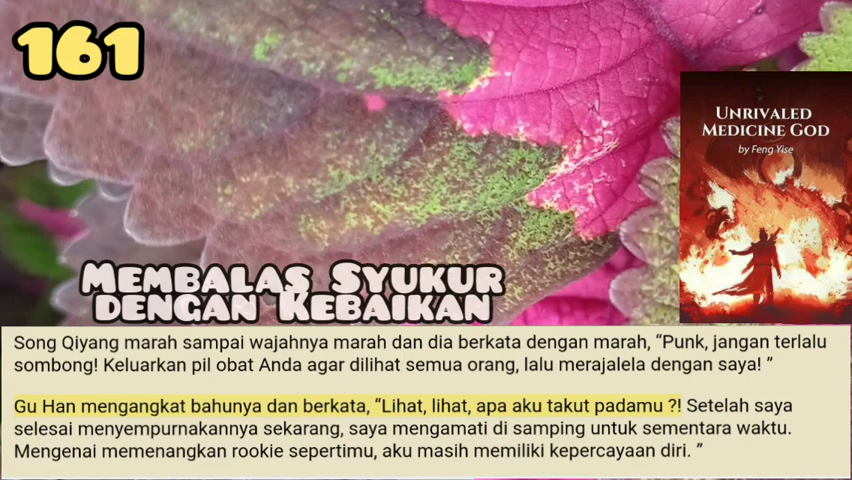 161
UNRIVALED
MEDICINE GOD
by Feng Yise
MEMBALAS SYUKUR
DENGAN KEBAIKAN
Song Qiyang marah sampai wajahnya marah dan dia berkata dengan marah, “Punk, jangan terlalu
sombong! Keluarkan pil obat Anda agar dilihat semua orang, lalu merajalela dengan saya! ”
Gu Han mengangkat bahunya dan berkata, “Lihat, lihat, apa aku takut padamu ?! Setelah saya
selesai menyempurnakannya sekarang, saya mengamati di samping untuk sementara waktu.
Mengenai memenangkan rookie sepertimu, aku masih memiliki kepercayaan diri. ”